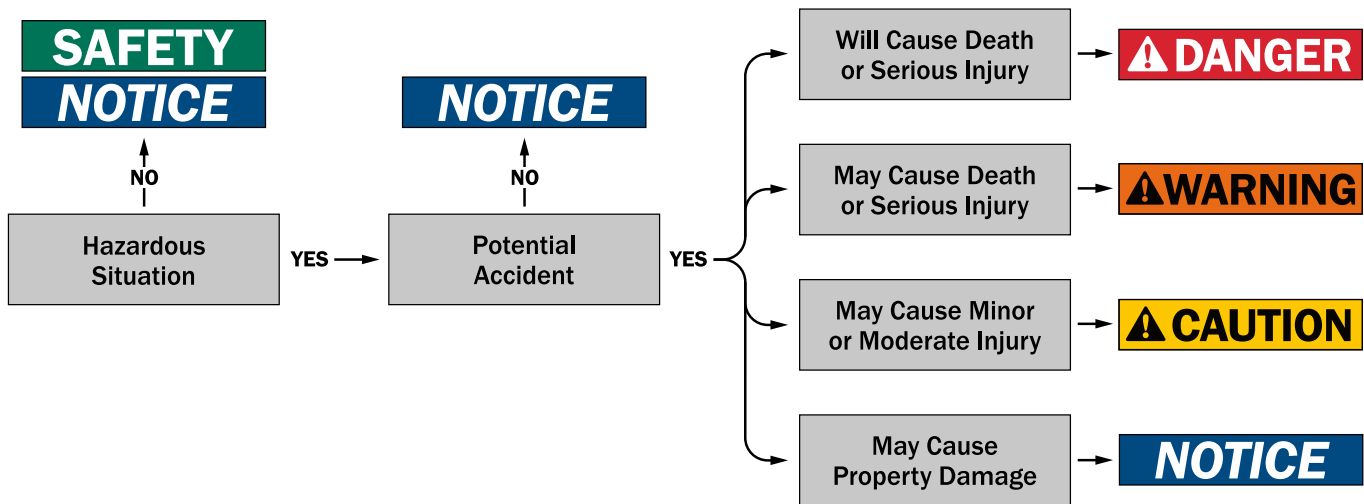 SAFETY
NOTICE
NO
Hazardous
Situation
YES
NOTICE
NO
Potential
Accident
YES
Will Cause Death
or Serious Injury
DANGER
May Cause Death
or Serious Injury
WARNING
May Cause Minor
or Moderate Injury
CAUTION
May Cause
Property Damage
NOTICE